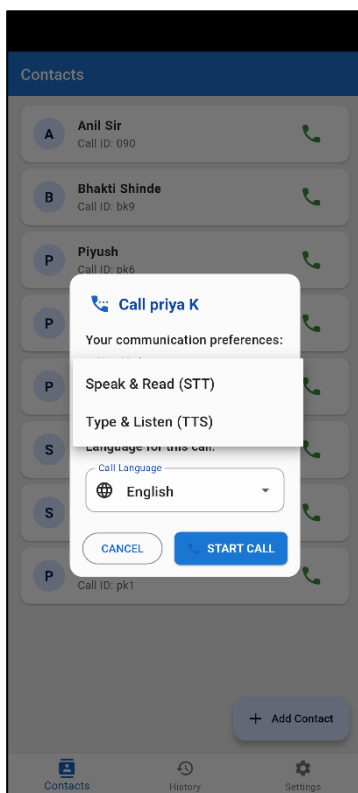 Contacts
A
Anil Sir
Call ID: 090
B
Bhakti Shinde
Call ID: bk9
P
Piyush
Call ID: pk6
P
Call priya K
Your communication preferences:
P
Speak & Read (STT)
Type & Listen (TTS)
Language for this call:
S
Call Language
English
S
CANCEL
START CALL
P
Call ID: pk1
+ Add Contact
Contacts
History
Settings